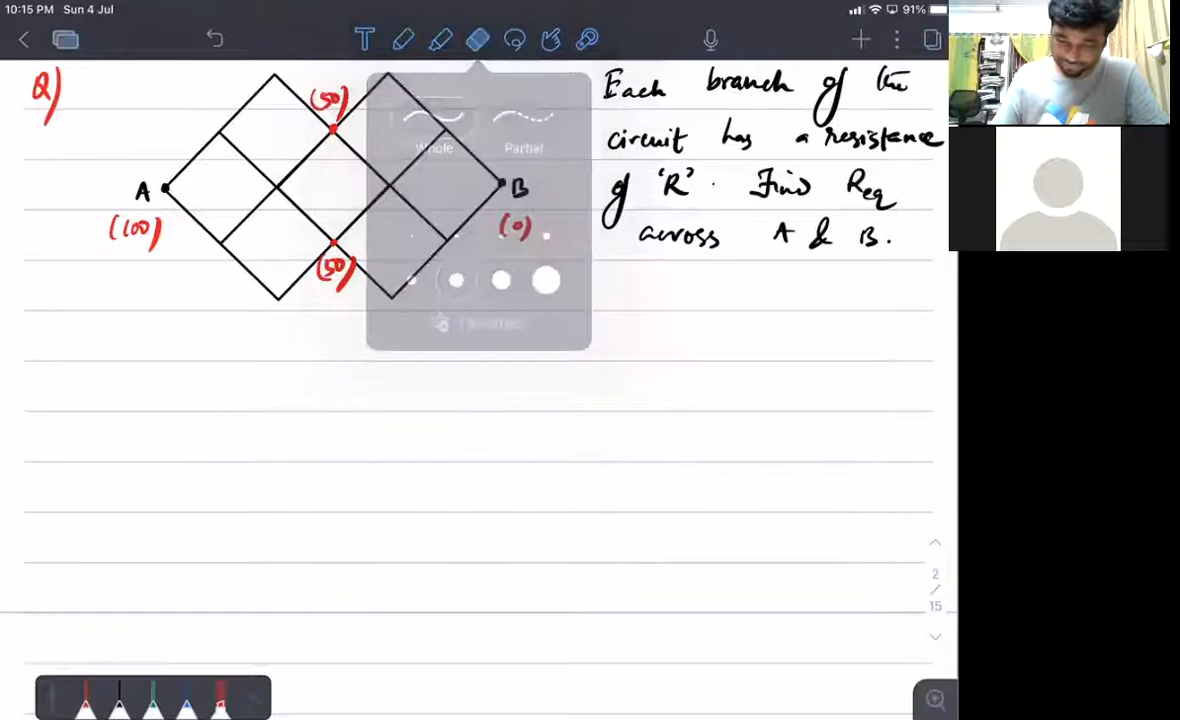 10:15 PM Sun 4 Jul
91%
T
Q)
(50)
A
(100)
B
(0)
(50)
Whole
Partial
Each branch of the
circuit has a resistance
of 'R'. Find Req
across A & B.
2
/
15